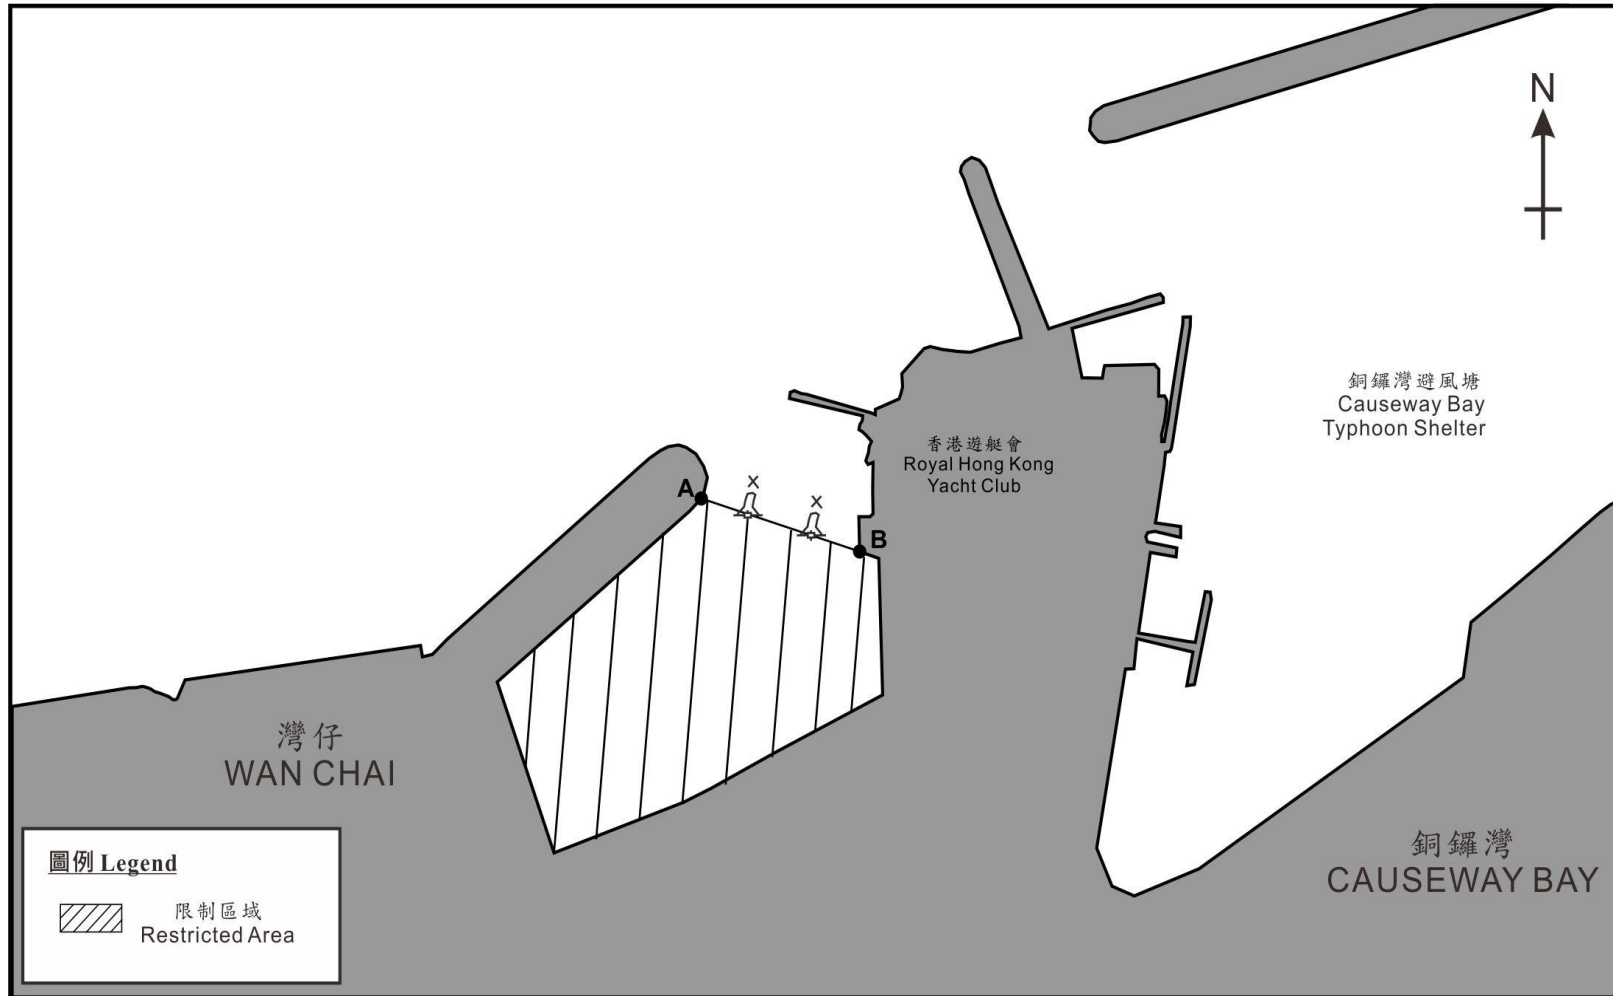 N
銅鑼灣避風塘
Causeway Bay
Typhoon Shelter
香港遊艇會
Royal Hong Kong
Yacht Club
A
B
灣仔
WAN CHAI
銅鑼灣
CAUSEWAY BAY
圖例 Legend
限制區域
Restricted Area